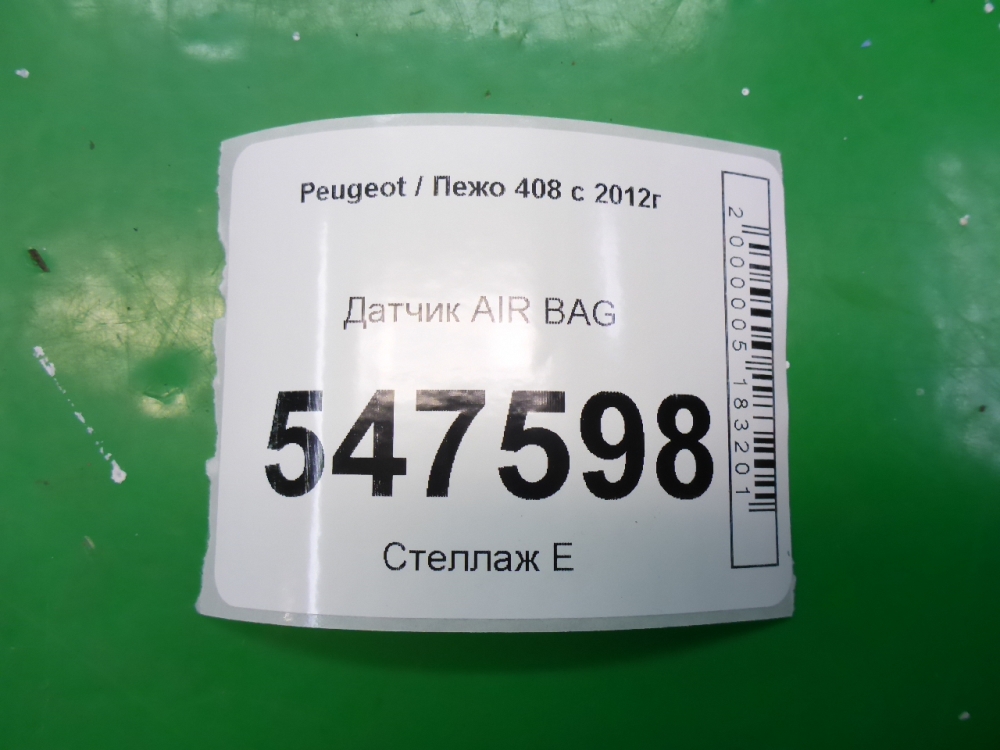 Peugeot / Пежо 408 с 2012г
Датчик AIR BAG
547598
Стеллаж Е
2000005183201